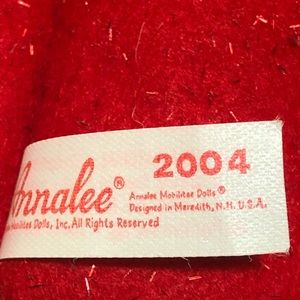 Annalee®
2004
Annalee Mobilitee Dolls®
Designed in Meredith, N.H. U.S.A.
Mobilitee Dolls, Inc. All Rights Reserved